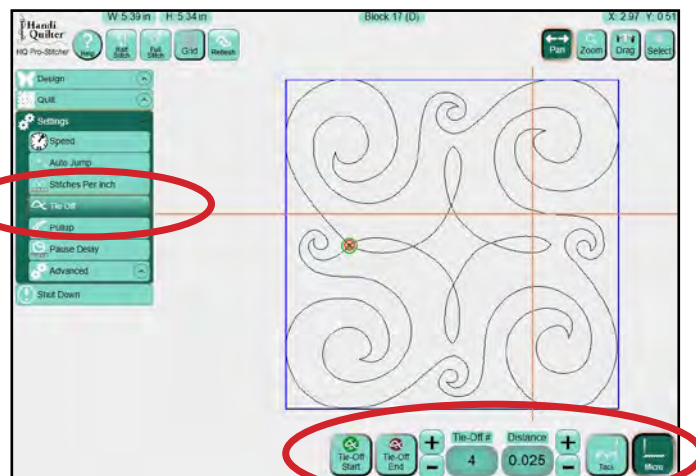 W: 5.39 in H: 5.34 in Block 17 (D) X: 2.97 Y: 0.51
Handi Quilter
HQ Pro-Stitcher
Help
Half Stitch
Full Stitch
Grid
Refresh
Pan
Zoom
Drag
Select
Design
Quilt
Settings
Speed
Auto Jump
Stitches Per Inch
Tie Off
Pullup
Pause Delay
Advanced
Shut Down
Tie-Off Start
Tie-Off End
+
-
Tie-Off #
4
Distance
0.025
+
-
Tack
Micro